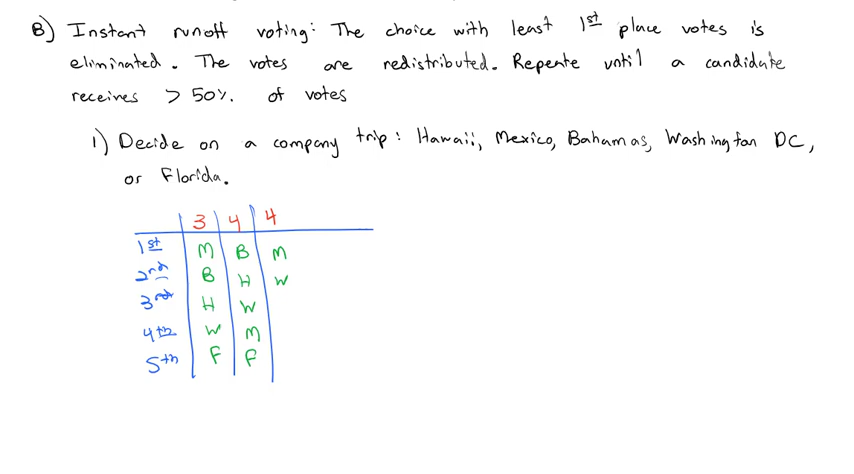 B) Instant runoff voting: The choice with least 1st place votes is
eliminated. The votes are redistributed. Repeate until a candidate
receives > 50% of votes
1) Decide on a company trip: Hawaii, Mexico, Bahamas, Washington DC,
or Florida.
3 4 4
1st M B M
2nd B H W
3rd H W
4th W M
5th F F